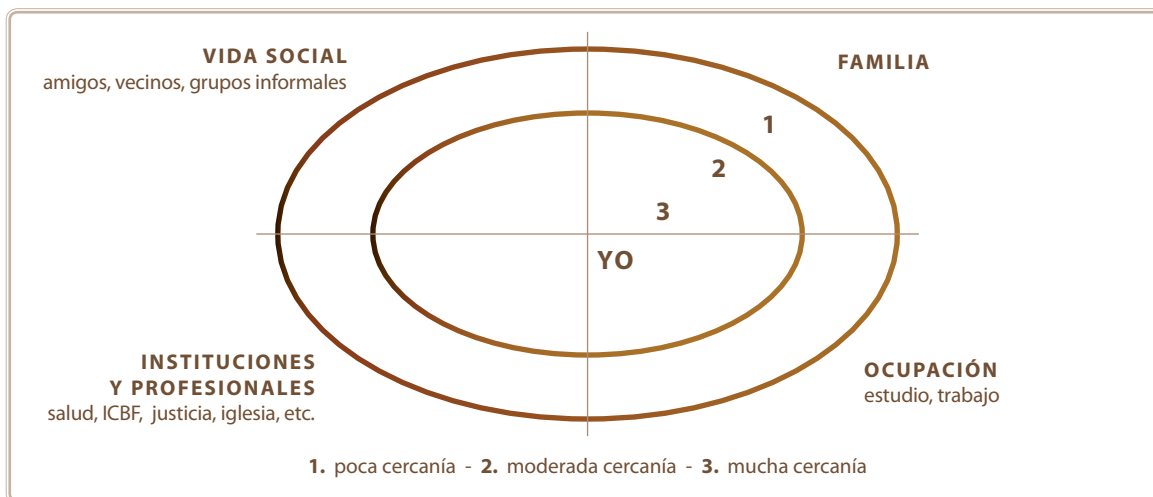 VIDA SOCIAL
amigos, vecinos, grupos informales
FAMILIA
1
2
3
YO
INSTITUCIONES
Y PROFESIONALES
salud, ICBF, justicia, iglesia, etc.
OCUPACIÓN
estudio, trabajo
1. poca cercanía - 2. moderada cercanía - 3. mucha cercanía